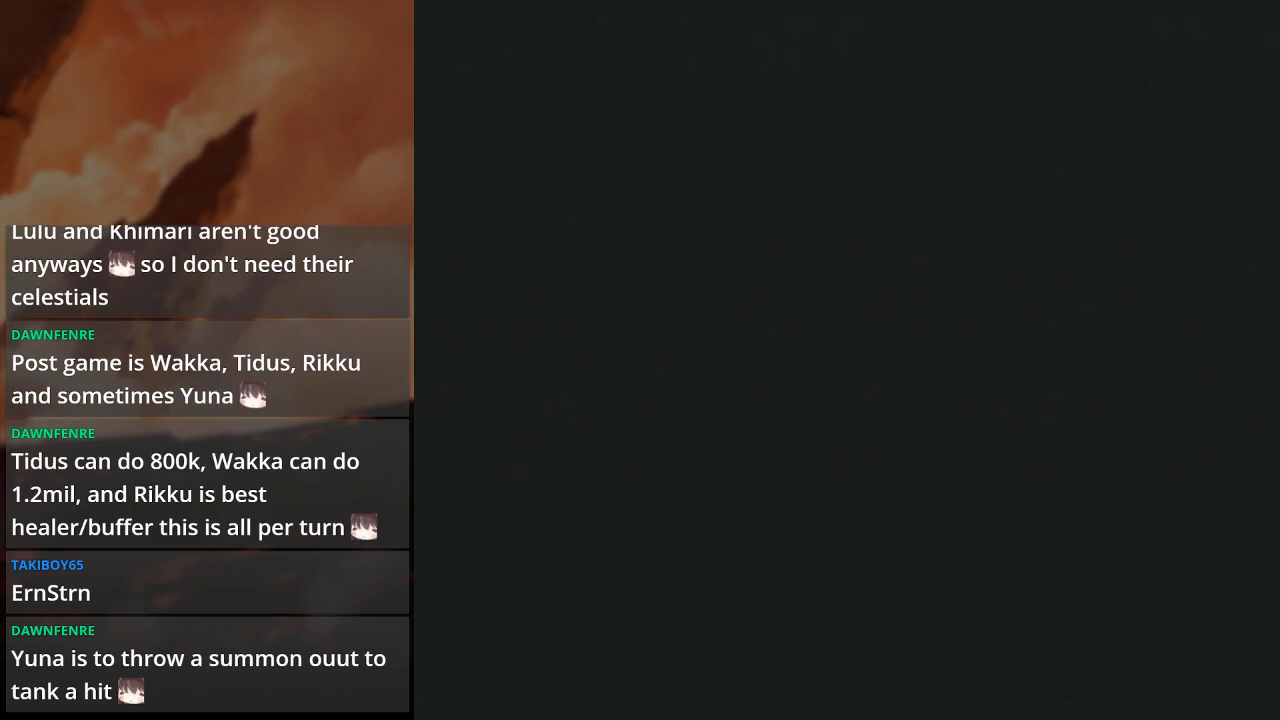 Lulu and Khimari aren't good
anyways so I don't need their
celestials
DAWNFENRE
Post game is Wakka, Tidus, Rikku
and sometimes Yuna
DAWNFENRE
Tidus can do 800k, Wakka can do
1.2mil, and Rikku is best
healer/buffer this is all per turn
TAKIBOY65
ErnStrn
DAWNFENRE
Yuna is to throw a summon ouut to
tank a hit